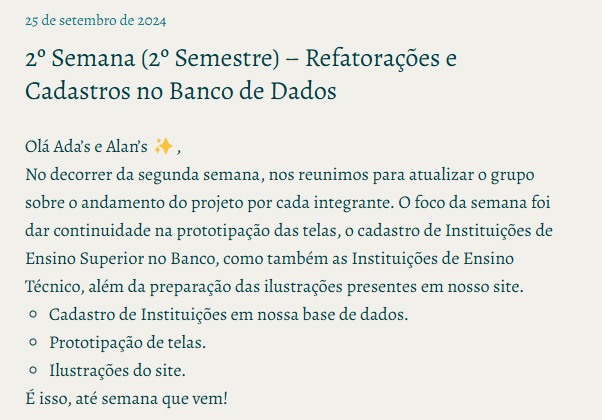 25 de setembro de 2024
2º Semana (2º Semestre) – Refatorações e
Cadastros no Banco de Dados
Olá Ada's e Alan's ✨ ,
No decorrer da segunda semana, nos reunimos para atualizar o grupo
sobre o andamento do projeto por cada integrante. O foco da semana foi
dar continuidade na prototipação das telas, o cadastro de Instituições de
Ensino Superior no Banco, como também as Instituições de Ensino
Técnico, além da preparação das ilustrações presentes em nosso site.
◦ Cadastro de Instituições em nossa base de dados.
◦ Prototipação de telas.
◦ Ilustrações do site.
É isso, até semana que vem!